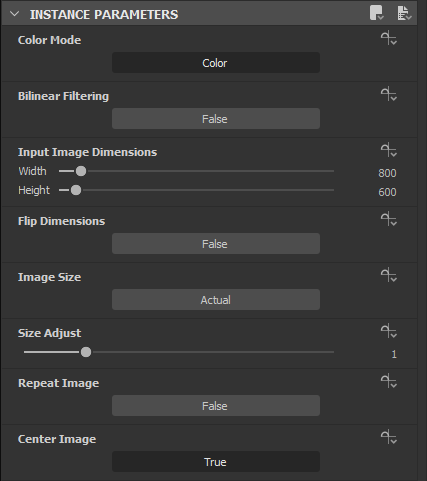 INSTANCE PARAMETERS
Color Mode
Color
Bilinear Filtering
False
Input Image Dimensions
Width 800
Height 600
Flip Dimensions
False
Image Size
Actual
Size Adjust
1
Repeat Image
False
Center Image
True